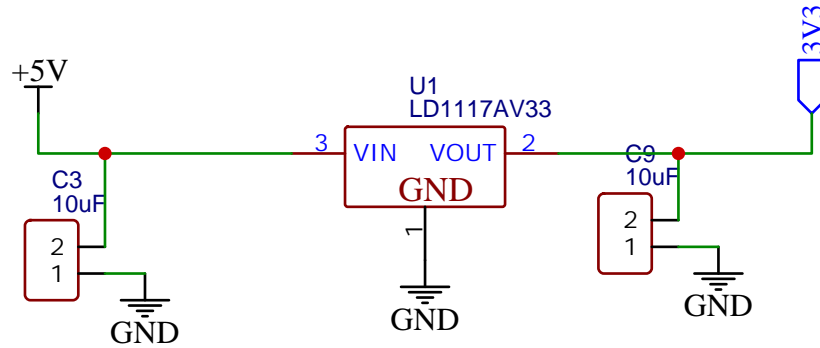 3V3
+5V
U1
LD1117AV33
3
VIN
VOUT
2
GND
1
C3
10uF
2
1
GND
GND
C9
10uF
2
1
GND